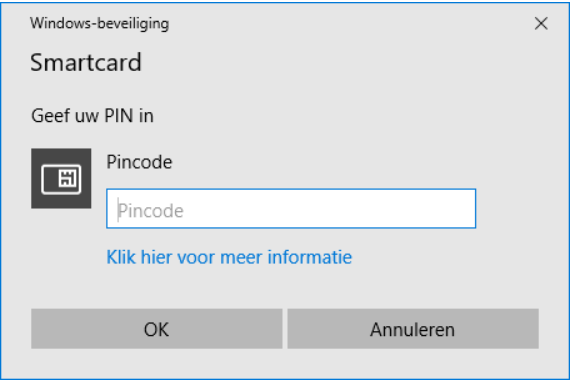 Windows-beveiliging
Smartcard
Geef uw PIN in
Pincode
Pincode
Klik hier voor meer informatie
OK
Annuleren